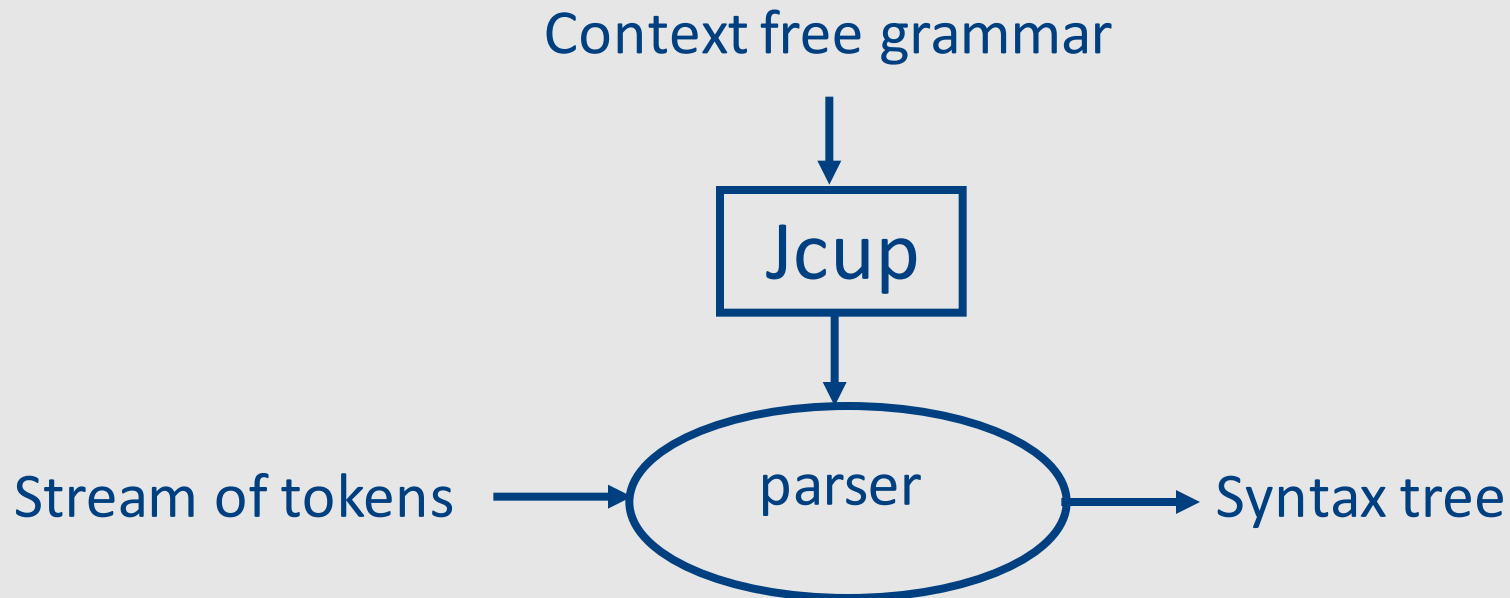 Context free grammar
Jcup
parser
Stream of tokens
Syntax tree